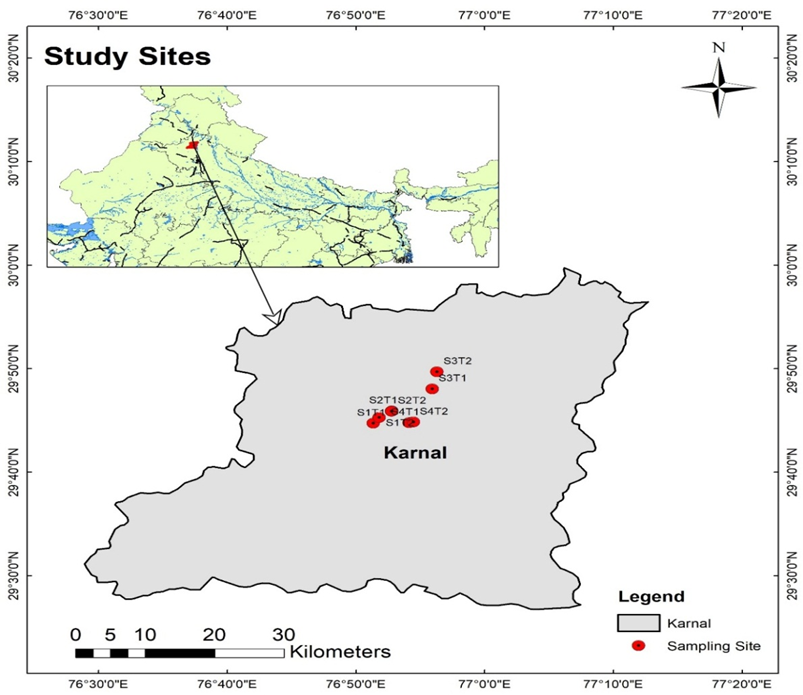 76°30'0"E 76°40'0"E 76°50'0"E 77°0'0"E 77°10'0"E 77°20'0"E
Study Sites
N
30°20'0"N 30°20'0"N
30°10'0"N 30°10'0"N
30°0'0"N 30°0'0"N
29°50'0"N 29°50'0"N
29°40'0"N 29°40'0"N
29°30'0"N 29°30'0"N
S3T2
S3T1
S2T1S2T2
S1T1 S4T1S4T2
S1T2
Karnal
Legend
Karnal
Sampling Site
0 5 10 20 30
Kilometers
76°30'0"E 76°40'0"E 76°50'0"E 77°0'0"E 77°10'0"E 77°20'0"E